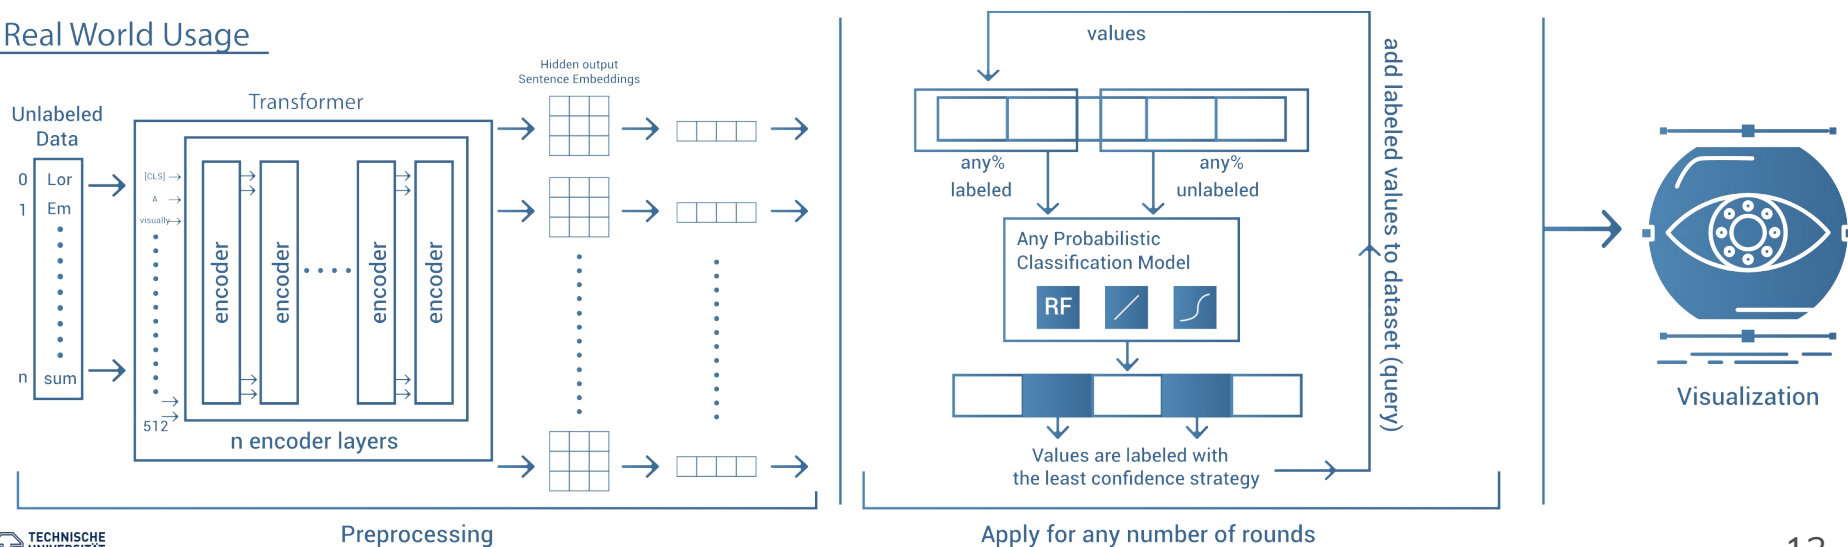 Real World Usage
Unlabeled
Data
0
Lor
1
Em
n
sum
Transformer
[CLS]
A
visually
512
encoder
encoder
encoder
encoder
n encoder layers
Hidden output
Sentence Embeddings
Preprocessing
values
any%
labeled
any%
unlabeled
Any Probabilistic
Classification Model
RF
Values are labeled with
the least confidence strategy
add labeled values to dataset (query)
Apply for any number of rounds
Visualization
TECHNISCHE
UNIVERSITÄT